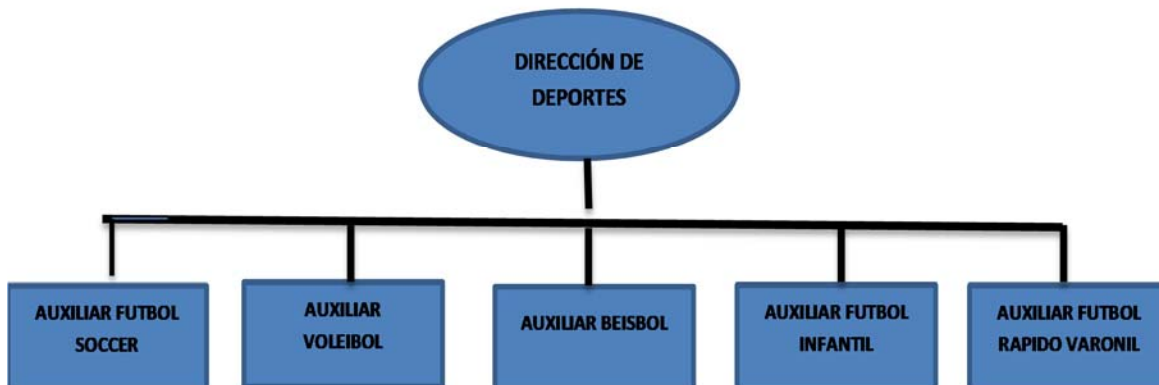 DIRECCIÓN DE
DEPORTES
AUXILIAR FUTBOL
SOCCER
AUXILIAR
VOLEIBOL
AUXILIAR BEISBOL
AUXILIAR FUTBOL
INFANTIL
AUXILIAR FUTBOL
RAPIDO VARONIL